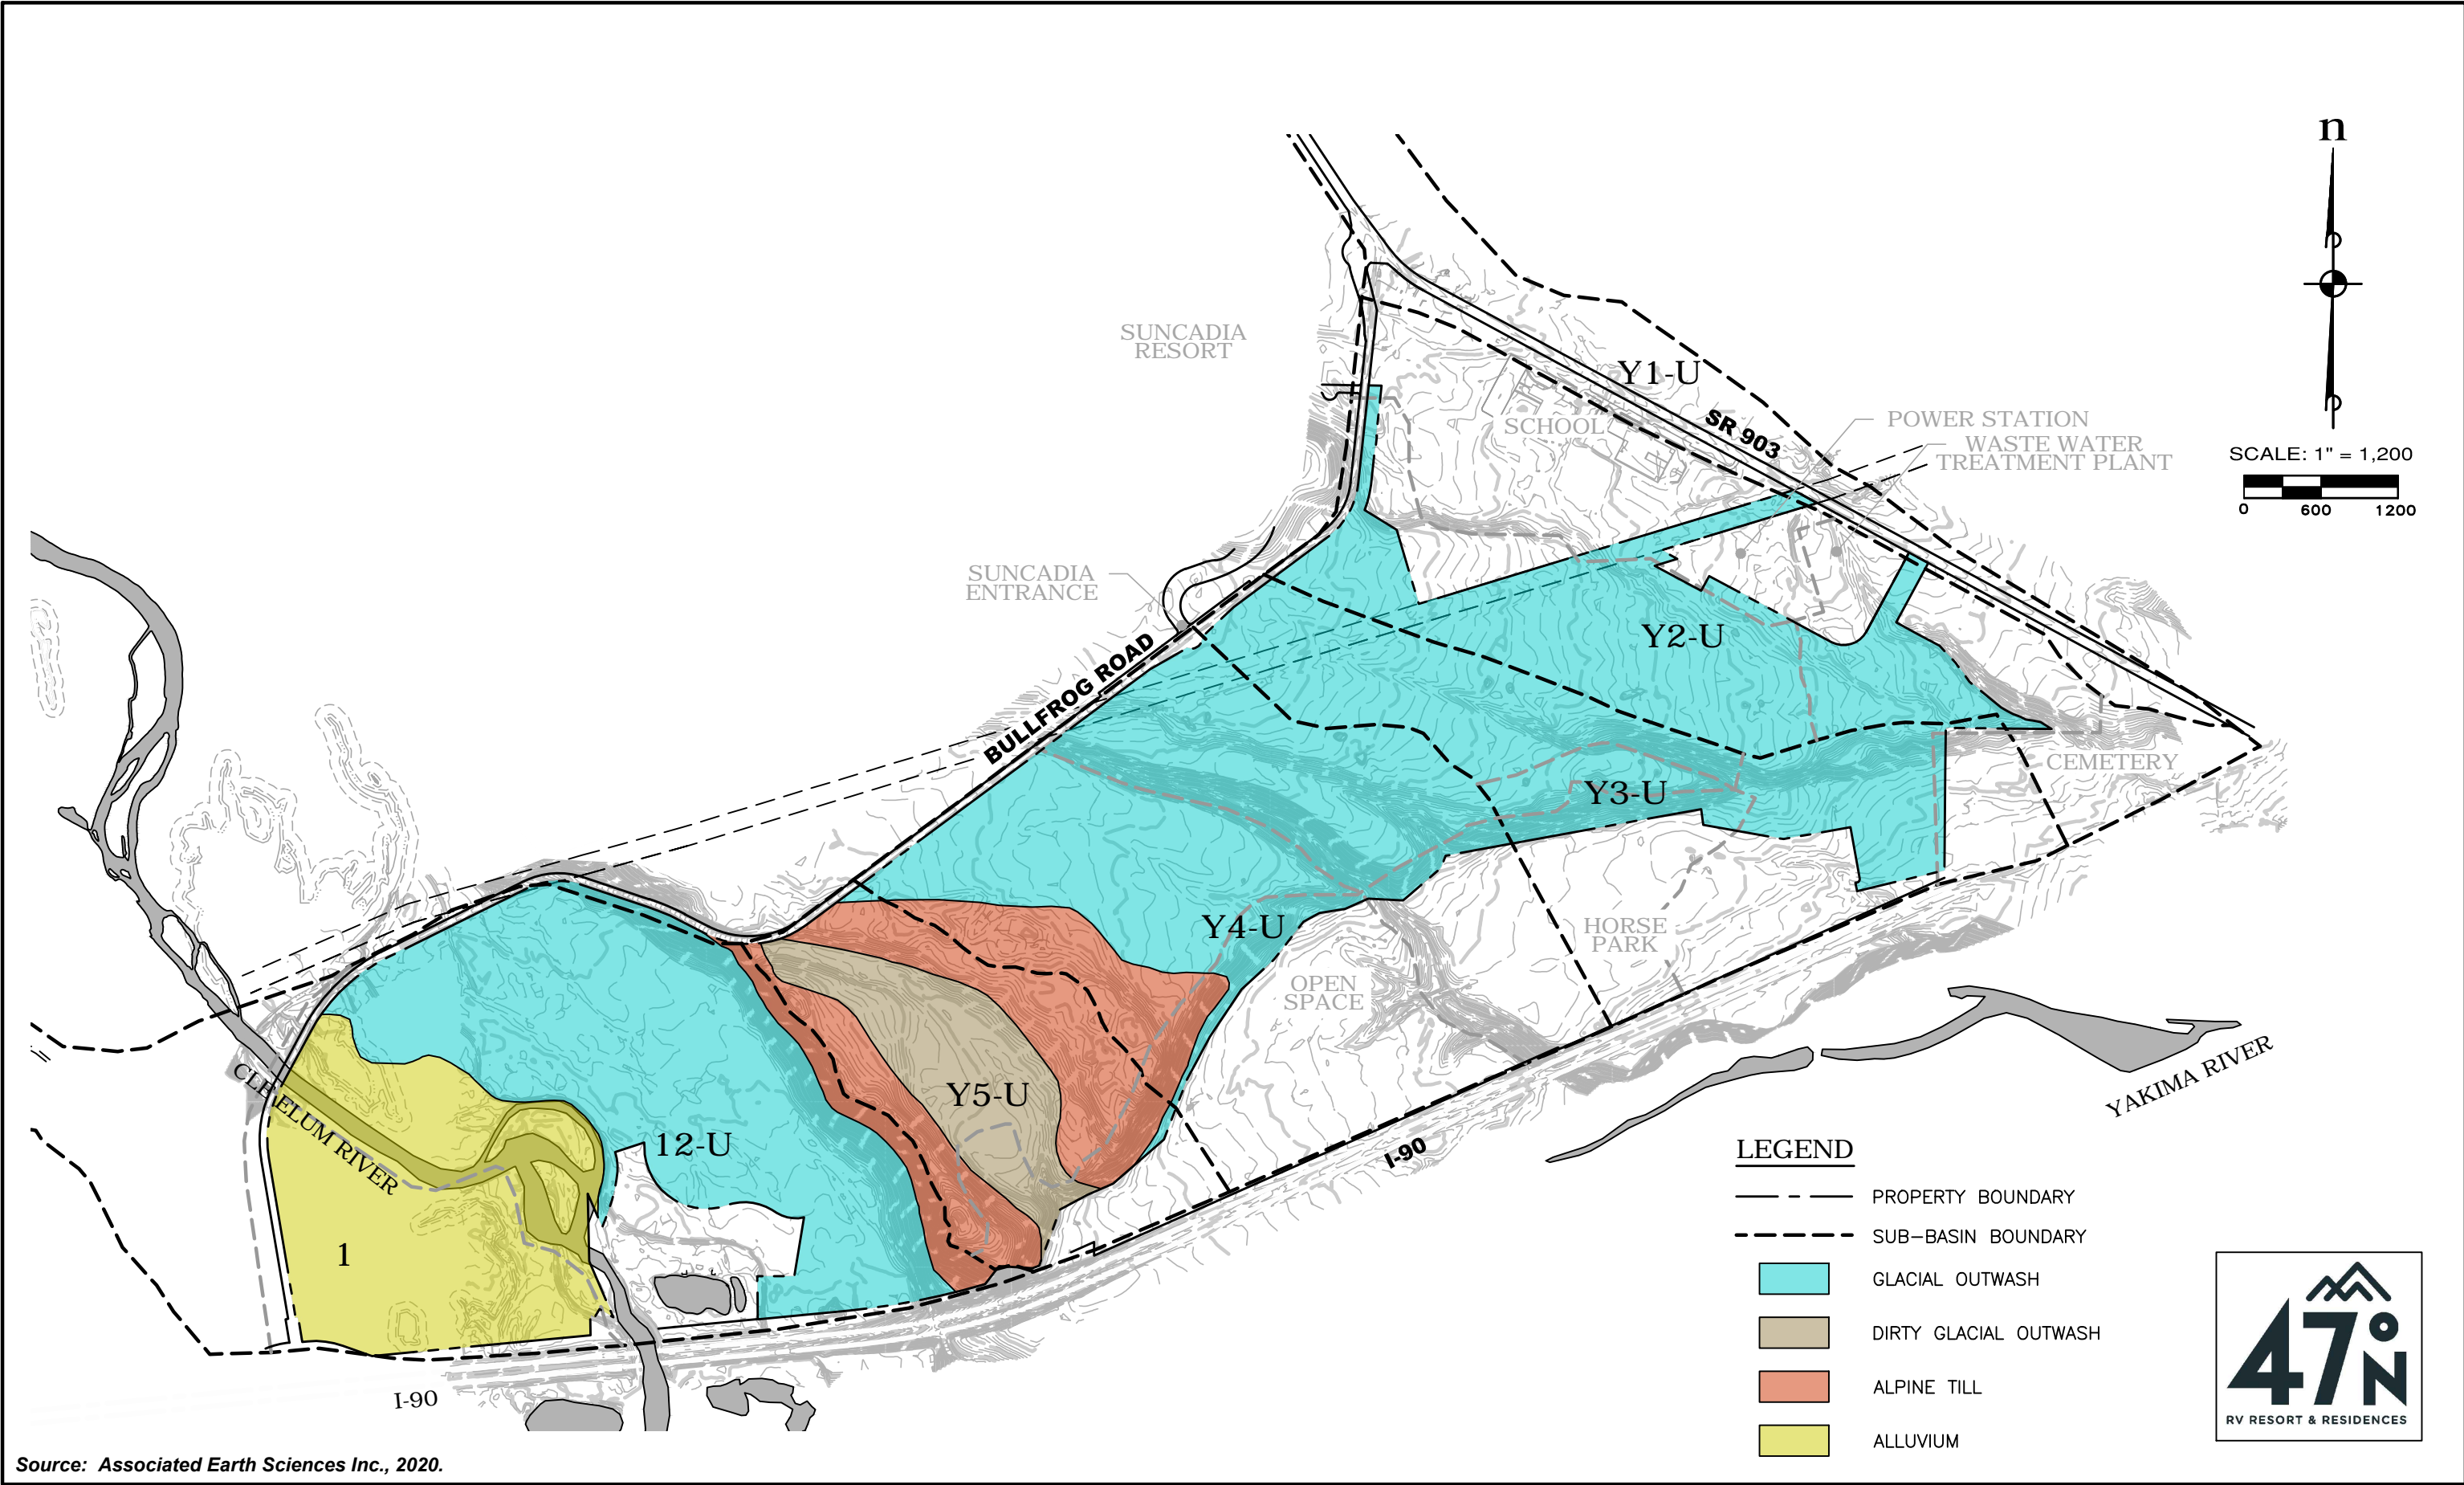 n
SCALE: 1" = 1,200
0 600 1200
SUNCADIA
RESORT
Y1-U
SCHOOL
SR 903
POWER STATION
WASTE WATER
TREATMENT PLANT
SUNCADIA
ENTRANCE
BULLFROG ROAD
Y2-U
CEMETERY
Y3-U
Y4-U
HORSE
PARK
OPEN
SPACE
Y5-U
12-U
CLE ELUM RIVER
1
YAKIMA RIVER
I-90
I-90
LEGEND
PROPERTY BOUNDARY
SUB-BASIN BOUNDARY
GLACIAL OUTWASH
DIRTY GLACIAL OUTWASH
ALPINE TILL
ALLUVIUM
47°N
RV RESORT & RESIDENCES
Source: Associated Earth Sciences Inc., 2020.